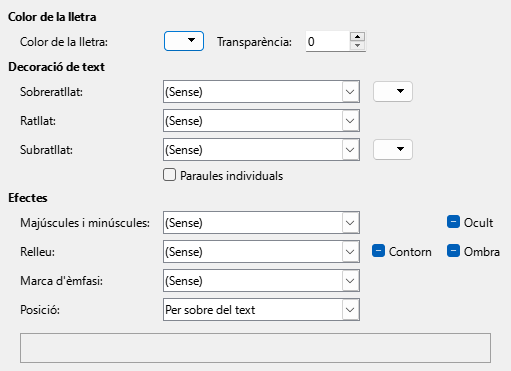 Color de la lletra
Color de la lletra: Transparència: 0
Decoració de text
Sobreratllat: (Sense)
Ratllat: (Sense)
Subratllat: (Sense)
Paraules individuals
Efectes
Majúscules i minúscules: (Sense) Ocult
Relleu: (Sense) Contorn Ombra
Marca d'èmfasi: (Sense)
Posició: Per sobre del text